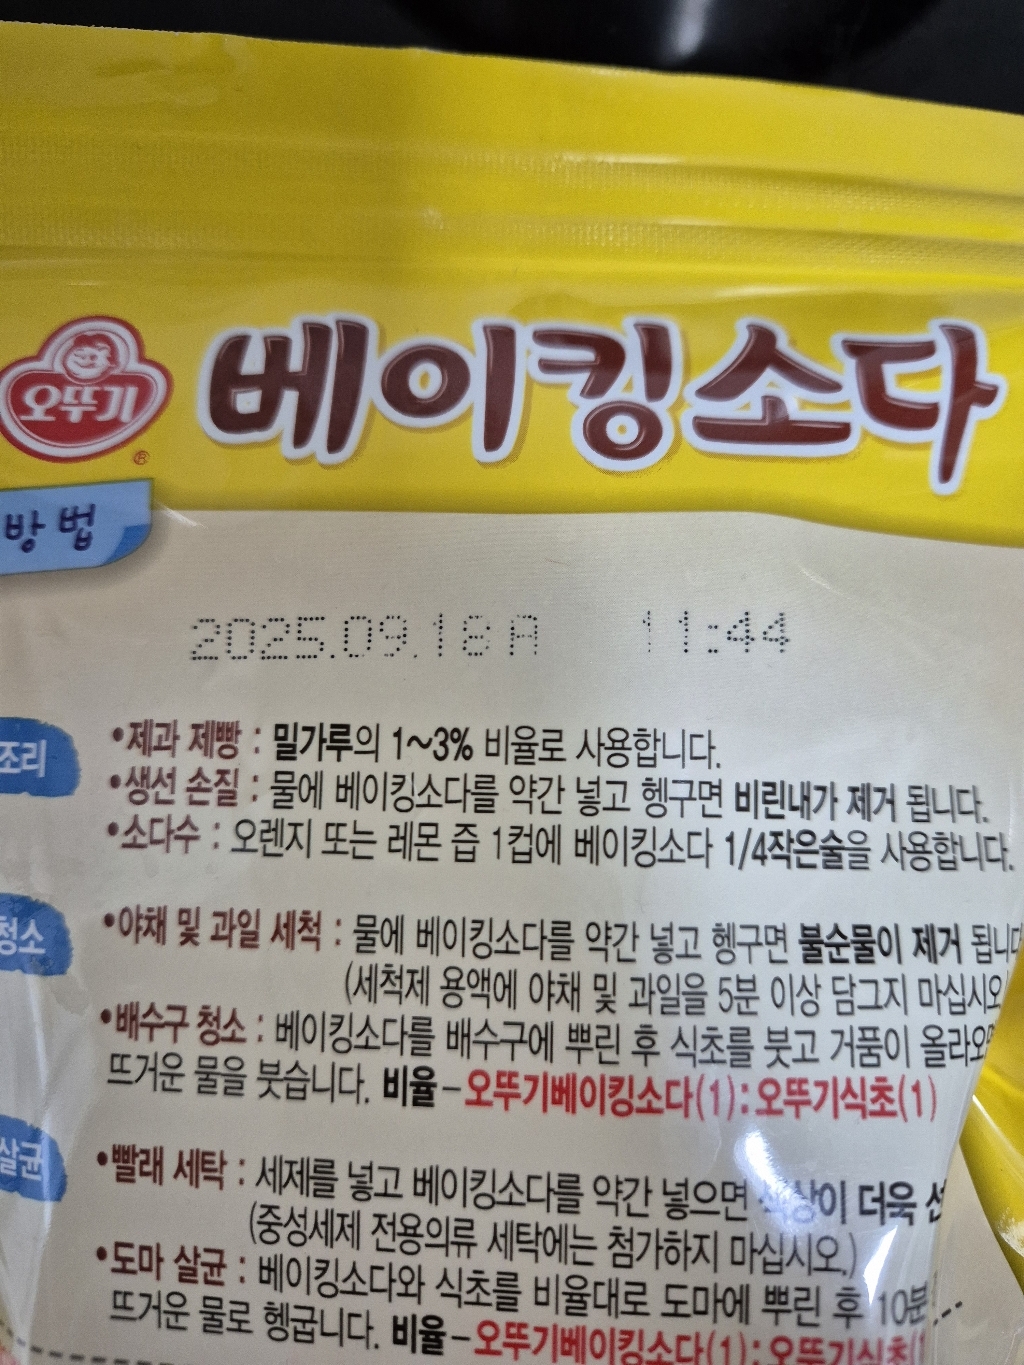 오뚜기 베이킹소다
®
방법
2025.09.18A 11:44
조리
•제과 제빵 : 밀가루의 1~3% 비율로 사용합니다.
•생선 손질 : 물에 베이킹소다를 약간 넣고 헹구면 비린내가 제거 됩니다.
•소다수 : 오렌지 또는 레몬 즙 1컵에 베이킹소다 1/4작은술을 사용합니다.
청소
•야채 및 과일 세척 : 물에 베이킹소다를 약간 넣고 헹구면 불순물이 제거 됩니다
(세척제 용액에 야채 및 과일을 5분 이상 담그지 마십시오
•배수구 청소 : 베이킹소다를 배수구에 뿌린 후 식초를 붓고 거품이
뜨거운 물을 붓습니다. 비율-오뚜기베이킹소다(1):오뚜기식초(1)
살균
•빨래 세탁 : 세제를 넣고 베이킹소다를 약간 넣으면 더욱
(중성세제 전용의류 세탁에는 첨가하지 마십시오.)
•도마 살균 : 베이킹소다와 식초를 비율대로 도마에 뿌린 후 10분
뜨거운 물로 헹굽니다. 비율-오뚜기베이킹소다(1):오뚜기식초(1